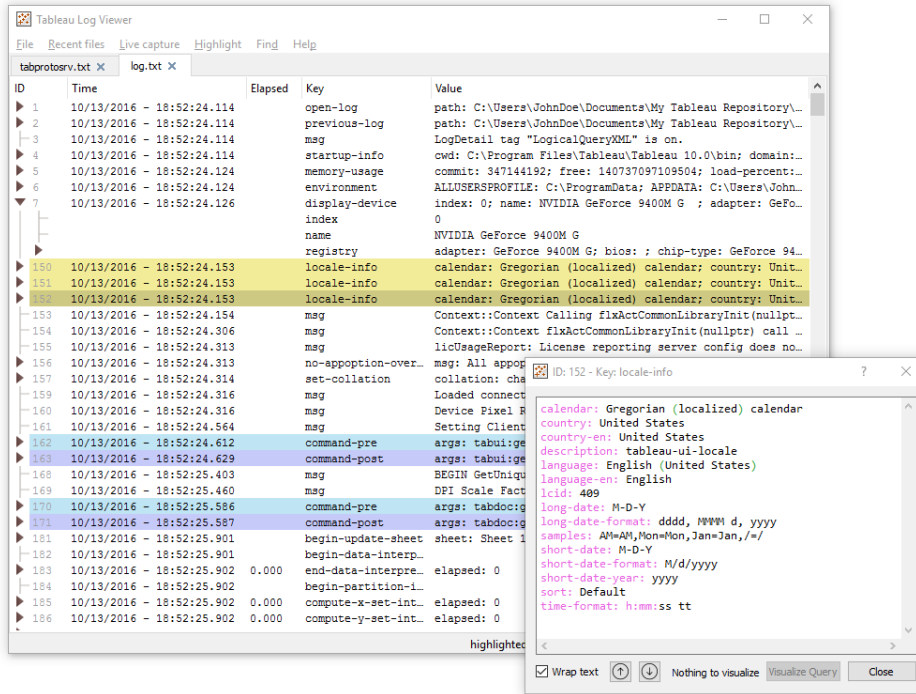 Tableau Log Viewer
File Recent files Live capture Highlight Find Help
tabprotosrv.txt log.txt
ID Time Elapsed Key Value
1 10/13/2016 - 18:52:24.114 open-log path: C:\Users\JohnDoe\Documents\My Tableau Repository\...
2 10/13/2016 - 18:52:24.114 previous-log path: C:\Users\JohnDoe\Documents\My Tableau Repository\...
3 10/13/2016 - 18:52:24.114 msg LogDetail tag "LogicalQueryXML" is on.
4 10/13/2016 - 18:52:24.114 startup-info cwd: C:\Program Files\Tableau\Tableau 10.0\bin; domain:...
5 10/13/2016 - 18:52:24.124 memory-usage commit: 347144192; free: 140737097109504; load-percent:...
6 10/13/2016 - 18:52:24.124 environment ALLUSERSPROFILE: C:\ProgramData; APPDATA: C:\Users\John...
7 10/13/2016 - 18:52:24.126 display-device index: 0; name: NVIDIA GeForce 9400M G ; adapter: GeFo...
index 0
name NVIDIA GeForce 9400M G
registry adapter: GeForce 9400M G; bios: ; chip-type: GeForce 94...
150 10/13/2016 - 18:52:24.153 locale-info calendar: Gregorian (localized) calendar; country: Unit...
151 10/13/2016 - 18:52:24.153 locale-info calendar: Gregorian (localized) calendar; country: Unit...
152 10/13/2016 - 18:52:24.153 locale-info calendar: Gregorian (localized) calendar; country: Unit...
153 10/13/2016 - 18:52:24.154 msg Context::Context Calling flxActCommonLibraryInit(nullpt...
154 10/13/2016 - 18:52:24.306 msg Context::Context flxActCommonLibraryInit(nullptr) call ...
155 10/13/2016 - 18:52:24.313 msg licUsageReport: License reporting server config does no...
156 10/13/2016 - 18:52:24.313 no-appoption-over... msg: All appop
157 10/13/2016 - 18:52:24.314 set-collation collation: cha
159 10/13/2016 - 18:52:24.316 msg Loaded connect
160 10/13/2016 - 18:52:24.316 msg Device Pixel R
161 10/13/2016 - 18:52:24.564 msg Setting Client
162 10/13/2016 - 18:52:24.612 command-pre args: tabui:ge
163 10/13/2016 - 18:52:24.629 command-post args: tabui:ge
168 10/13/2016 - 18:52:25.403 msg BEGIN GetUniqu
169 10/13/2016 - 18:52:25.460 msg DPI Scale Fact
170 10/13/2016 - 18:52:25.586 command-pre args: tabdoc:g
171 10/13/2016 - 18:52:25.587 command-post args: tabdoc:g
181 10/13/2016 - 18:52:25.901 begin-update-sheet sheet: Sheet 1
182 10/13/2016 - 18:52:25.901 begin-data-interp...
183 10/13/2016 - 18:52:25.902 0.000 end-data-interpre... elapsed: 0
184 10/13/2016 - 18:52:25.902 begin-partition-i...
185 10/13/2016 - 18:52:25.902 0.000 compute-x-set-int... elapsed: 0
186 10/13/2016 - 18:52:25.902 0.000 compute-y-set-int... elapsed: 0
highlighted
ID: 152 - Key: locale-info
calendar: Gregorian (localized) calendar
country: United States
country-en: United States
description: tableau-ui-locale
language: English (United States)
language-en: English
lcid: 409
long-date: M-D-Y
long-date-format: dddd, MMMM d, yyyy
samples: AM=AM,Mon=Mon,Jan=Jan,/=/
short-date: M-D-Y
short-date-format: M/d/yyyy
short-date-year: yyyy
sort: Default
time-format: h:mm:ss tt
Wrap text Nothing to visualize Visualize Query Close